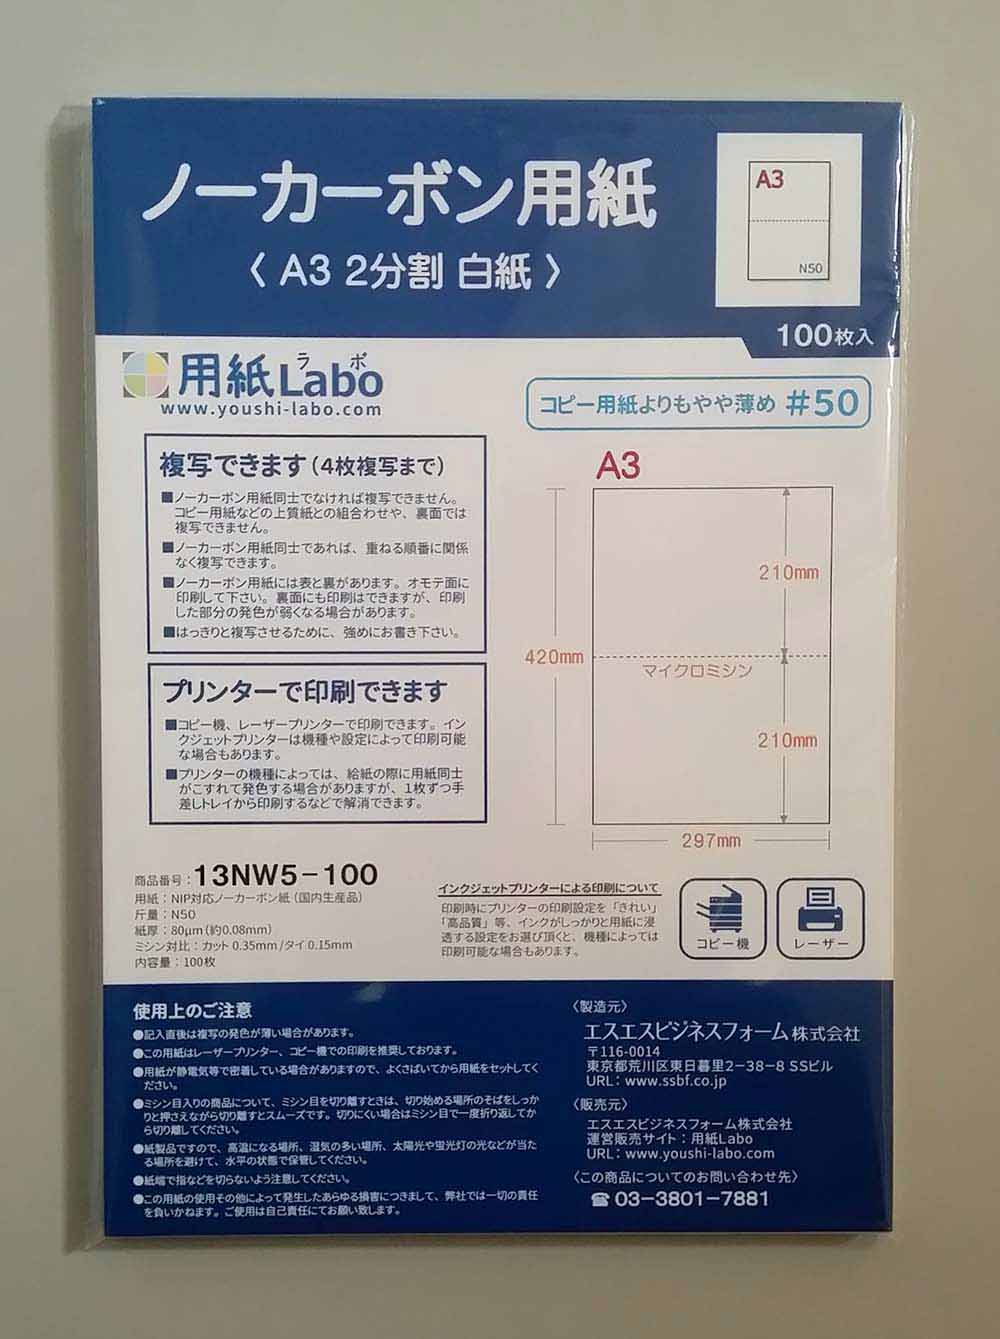 ノーカーボン用紙
〈 A3 2分割 白紙 〉
A3
N50
100枚入
用紙Labo
ラボ
www.youshi-labo.com
コピー用紙よりもやや薄め #50
複写できます(4枚複写まで)
■ノーカーボン用紙同士でなければ複写できません。
コピー用紙などの上質紙との組合わせや、裏面では
複写できません。
■ノーカーボン用紙同士であれば、重ねる順番に関係
なく複写できます。
■ノーカーボン用紙には表と裏があります。オモテ面に
印刷して下さい。裏面にも印刷はできますが、印刷
した部分の発色が弱くなる場合があります。
■はっきりと複写させるために、強めにお書き下さい。
プリンターで印刷できます
■コピー機、レーザープリンターで印刷できます。イン
クジェットプリンターは機種や設定によって印刷可能
な場合もあります。
■プリンターの機種によっては、給紙の際に用紙同士
がこすれて発色する場合がありますが、1枚ずつ手
差しトレイから印刷するなどで解消できます。
A3
420mm
210mm
マイクロミシン
210mm
297mm
商品番号:13NW5-100
用紙:NIP対応ノーカーボン紙(国内生産品)
斤量:N50
紙厚:80μm(約0.08mm)
ミシン対比:カット 0.35mm/タイ 0.15mm
内容量:100枚
インクジェットプリンターによる印刷について
印刷時にプリンターの印刷設定を「きれい」
「高品質」等、インクがしっかりと用紙に浸
透する設定をお選び頂くと、機種によっては
印刷可能な場合もあります。
コピー機
レーザー
使用上のご注意
●記入直後は複写の発色が薄い場合があります。
●この用紙はレーザープリンター、コピー機での印刷を推奨しております。
●用紙が静電気等で密着している場合がありますので、よくさばいてから用紙をセットしてく
ださい。
●ミシン目入りの商品について、ミシン目を切り離すときは、切り始める場所のそばをしっか
りと押さえながら切り離すとスムーズです。切りにくい場合はミシン目で一度折り返してか
ら切り離してください。
●紙製品ですので、高温になる場所、湿気の多い場所、太陽光や蛍光灯の光などが当た
る場所を避けて、水平の状態で保管してください。
●紙端で指などを切らないよう注意してください。
●この用紙の使用その他によって発生したあらゆる損害につきまして、弊社では一切の責任
を負いかねます。ご使用は自己責任にてお願い致します。
〈製造元〉
エスエスビジネスフォーム株式会社
〒116-0014
東京都荒川区東日暮里2-38-8 SSビル
URL:www.ssbf.co.jp
〈販売元〉
エスエスビジネスフォーム株式会社
運営販売サイト:用紙Labo
URL:www.youshi-labo.com
〈この商品についてのお問い合わせ先〉
☎03-3801-7881